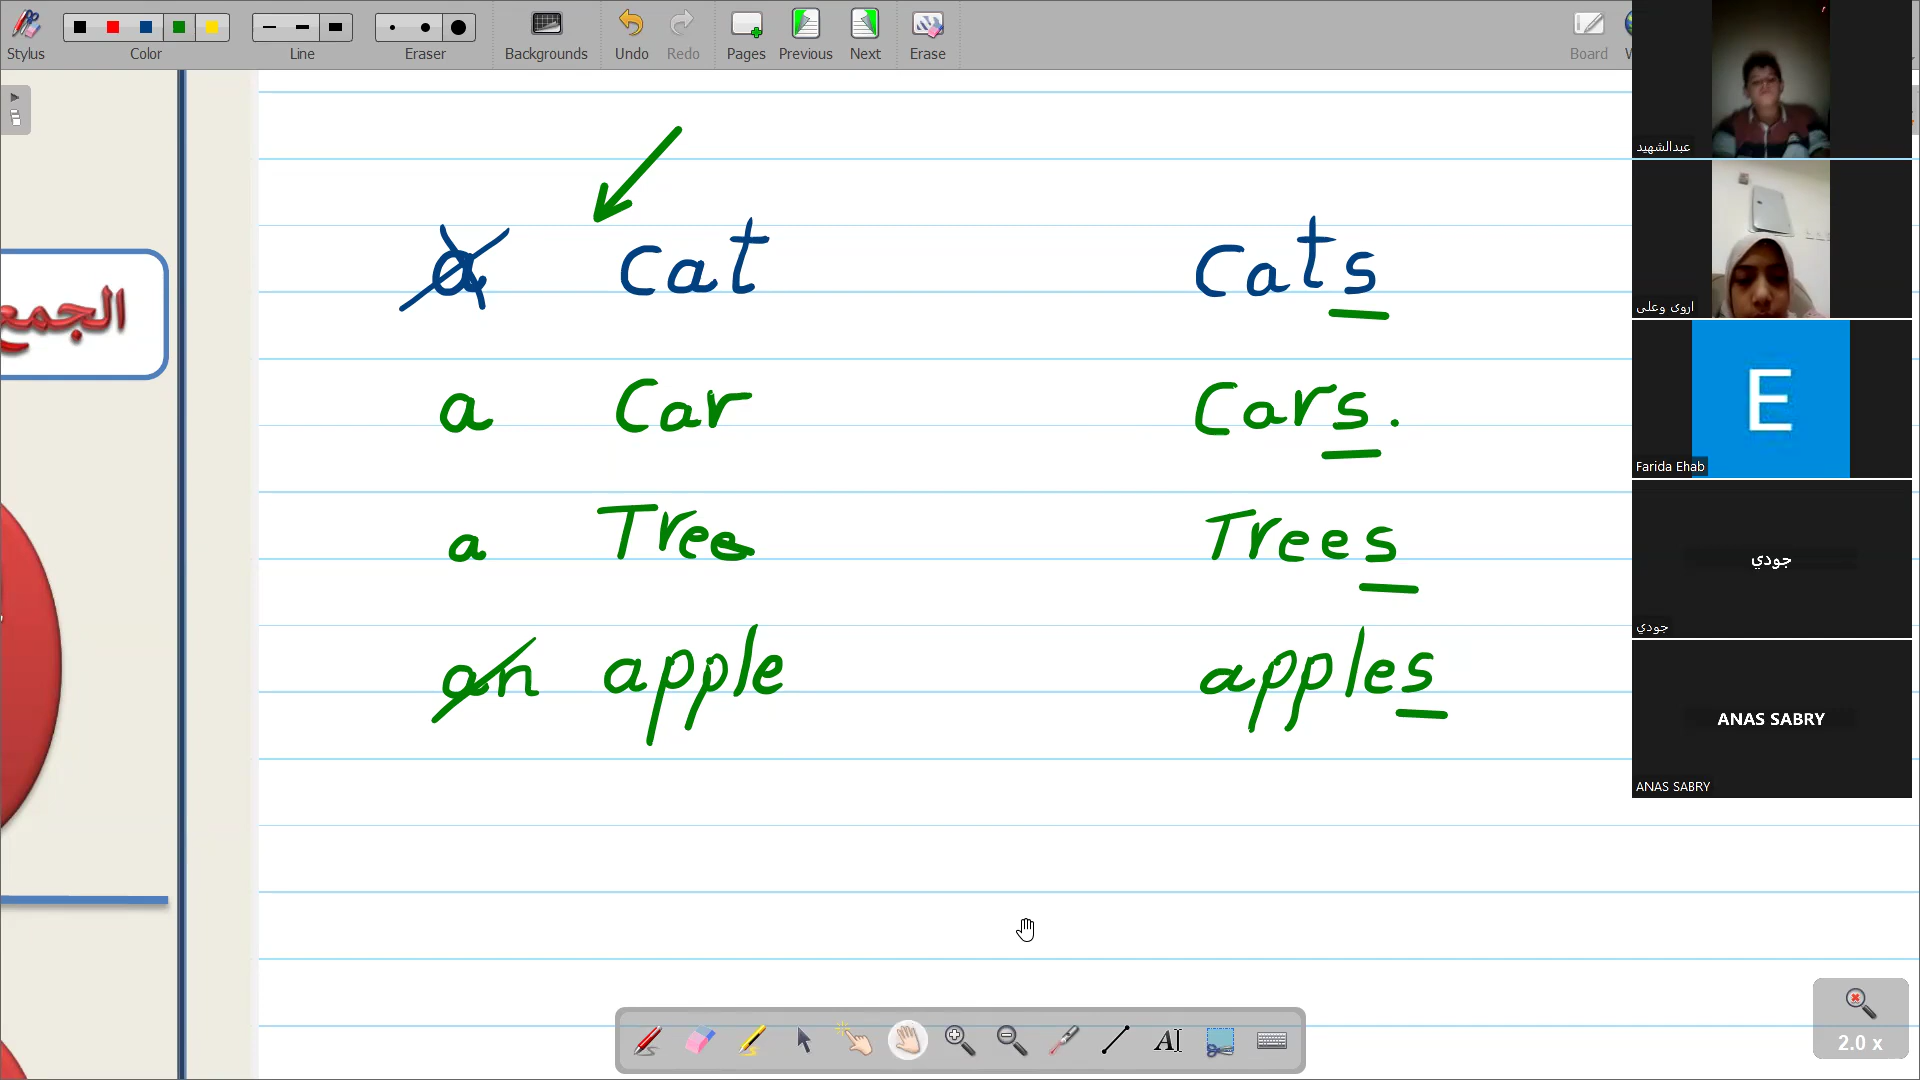 Stylus Color Line Eraser Backgrounds Undo Redo Pages Previous Next Erase Board
عبدالشهيد
a cat cats
اروى وعلى
الجمع
a Car Cars.
E
Farida Ehab
a Tree Trees
جودي
جودي
an apple apples
ANAS SABRY
ANAS SABRY
2.0 x